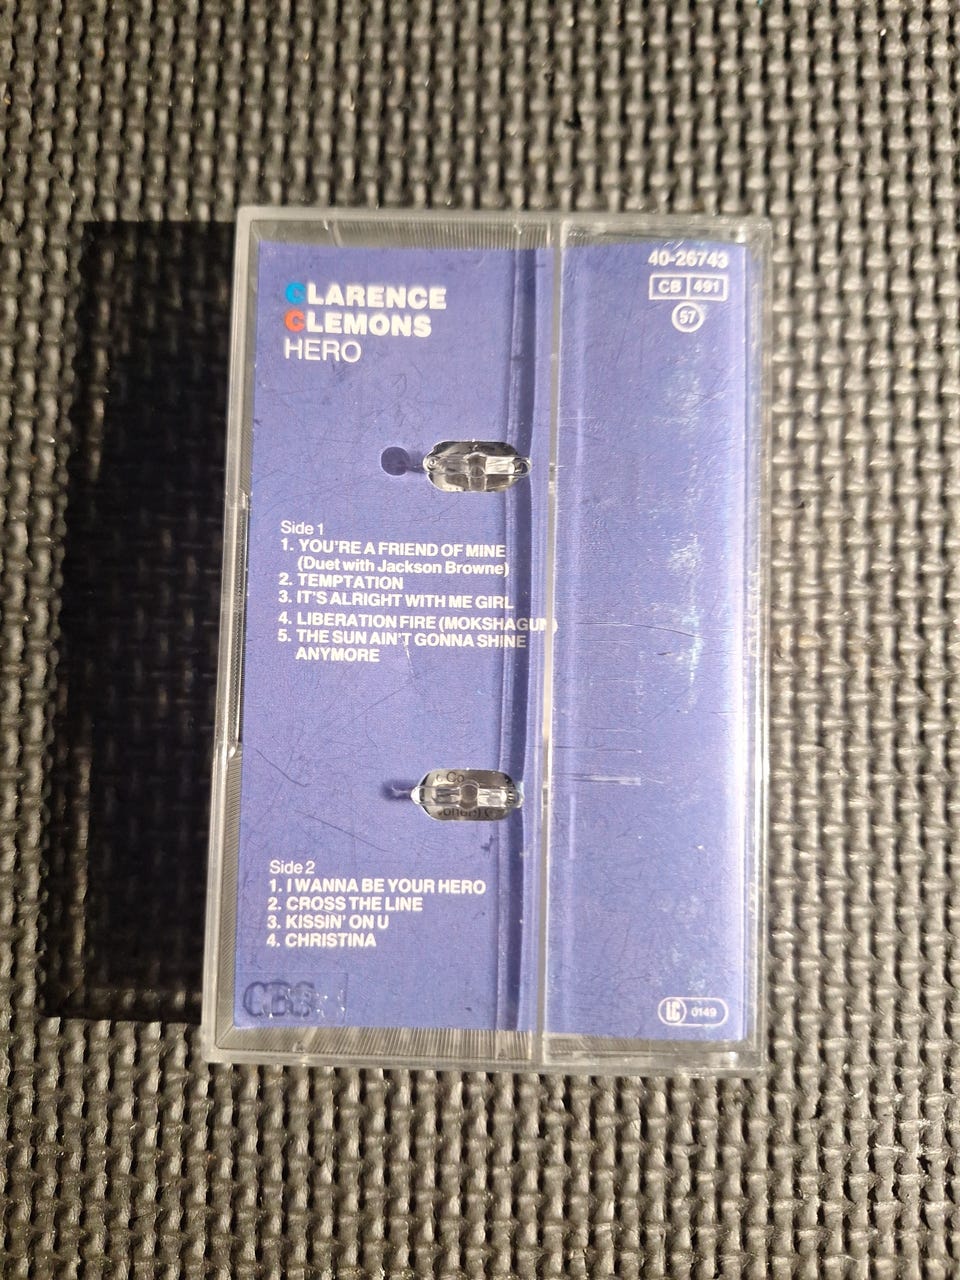 CLARENCE
CLEMONS
HERO
40-26743
CB 491
57
Side 1
1. YOU'RE A FRIEND OF MINE
(Duet with Jackson Browne)
2. TEMPTATION
3. IT'S ALRIGHT WITH ME GIRL
4. LIBERATION FIRE (MOKSHAGUN)
5. THE SUN AIN'T GONNA SHINE
ANYMORE
Co
Side 2
1. I WANNA BE YOUR HERO
2. CROSS THE LINE
3. KISSIN' ON U
4. CHRISTINA
CBS
LC 0149